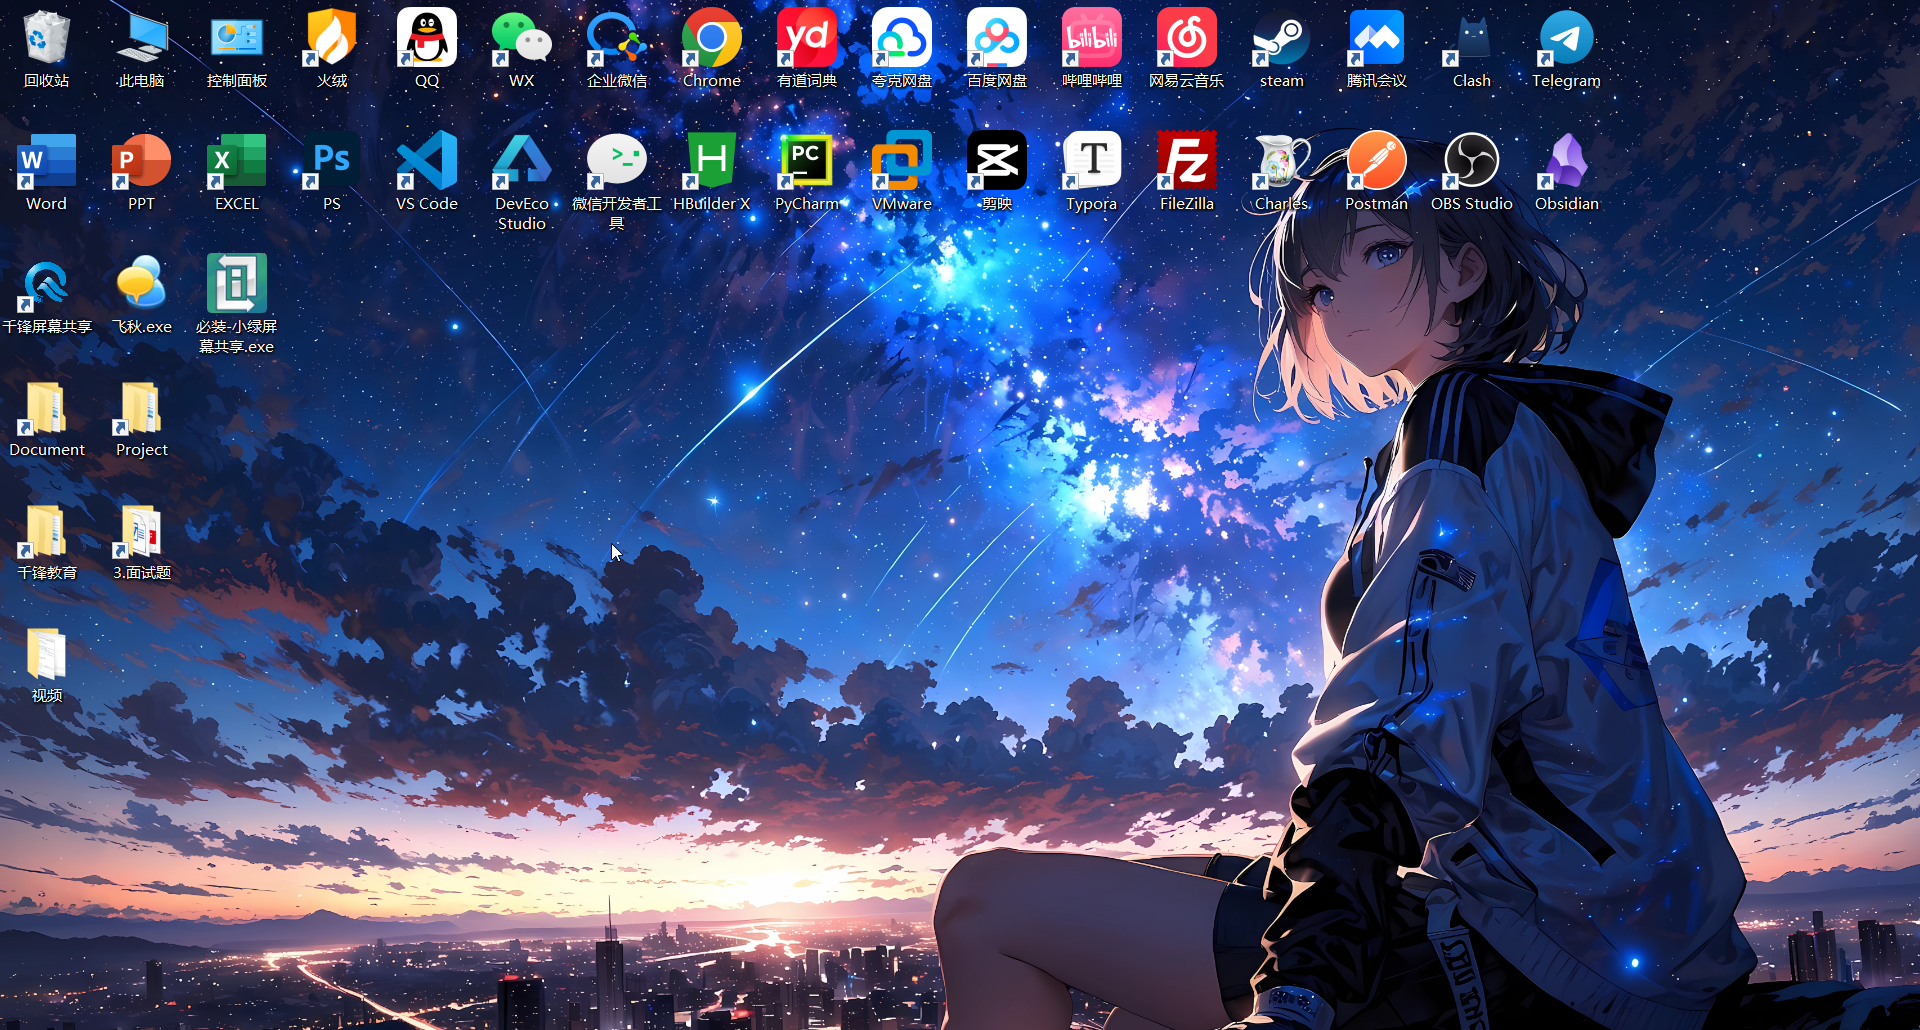 回收站
此电脑
控制面板
火绒
QQ
WX
企业微信
Chrome
yd
有道词典
夸克网盘
百度网盘
bilibili
哔哩哔哩
网易云音乐
steam
腾讯会议
Clash
Telegram
W
Word
P
PPT
X
EXCEL
Ps
PS
VS Code
DevEco
Studio
微信开发者工
具
H
HBuilder X
PC
PyCharm
VMware
剪映
T
Typora
FZ
FileZilla
Charles
Postman
OBS Studio
Obsidian
千锋屏幕共享
飞秋.exe
必装-小绿屏
幕共享.exe
Document
Project
千锋教育
3.面试题
视频